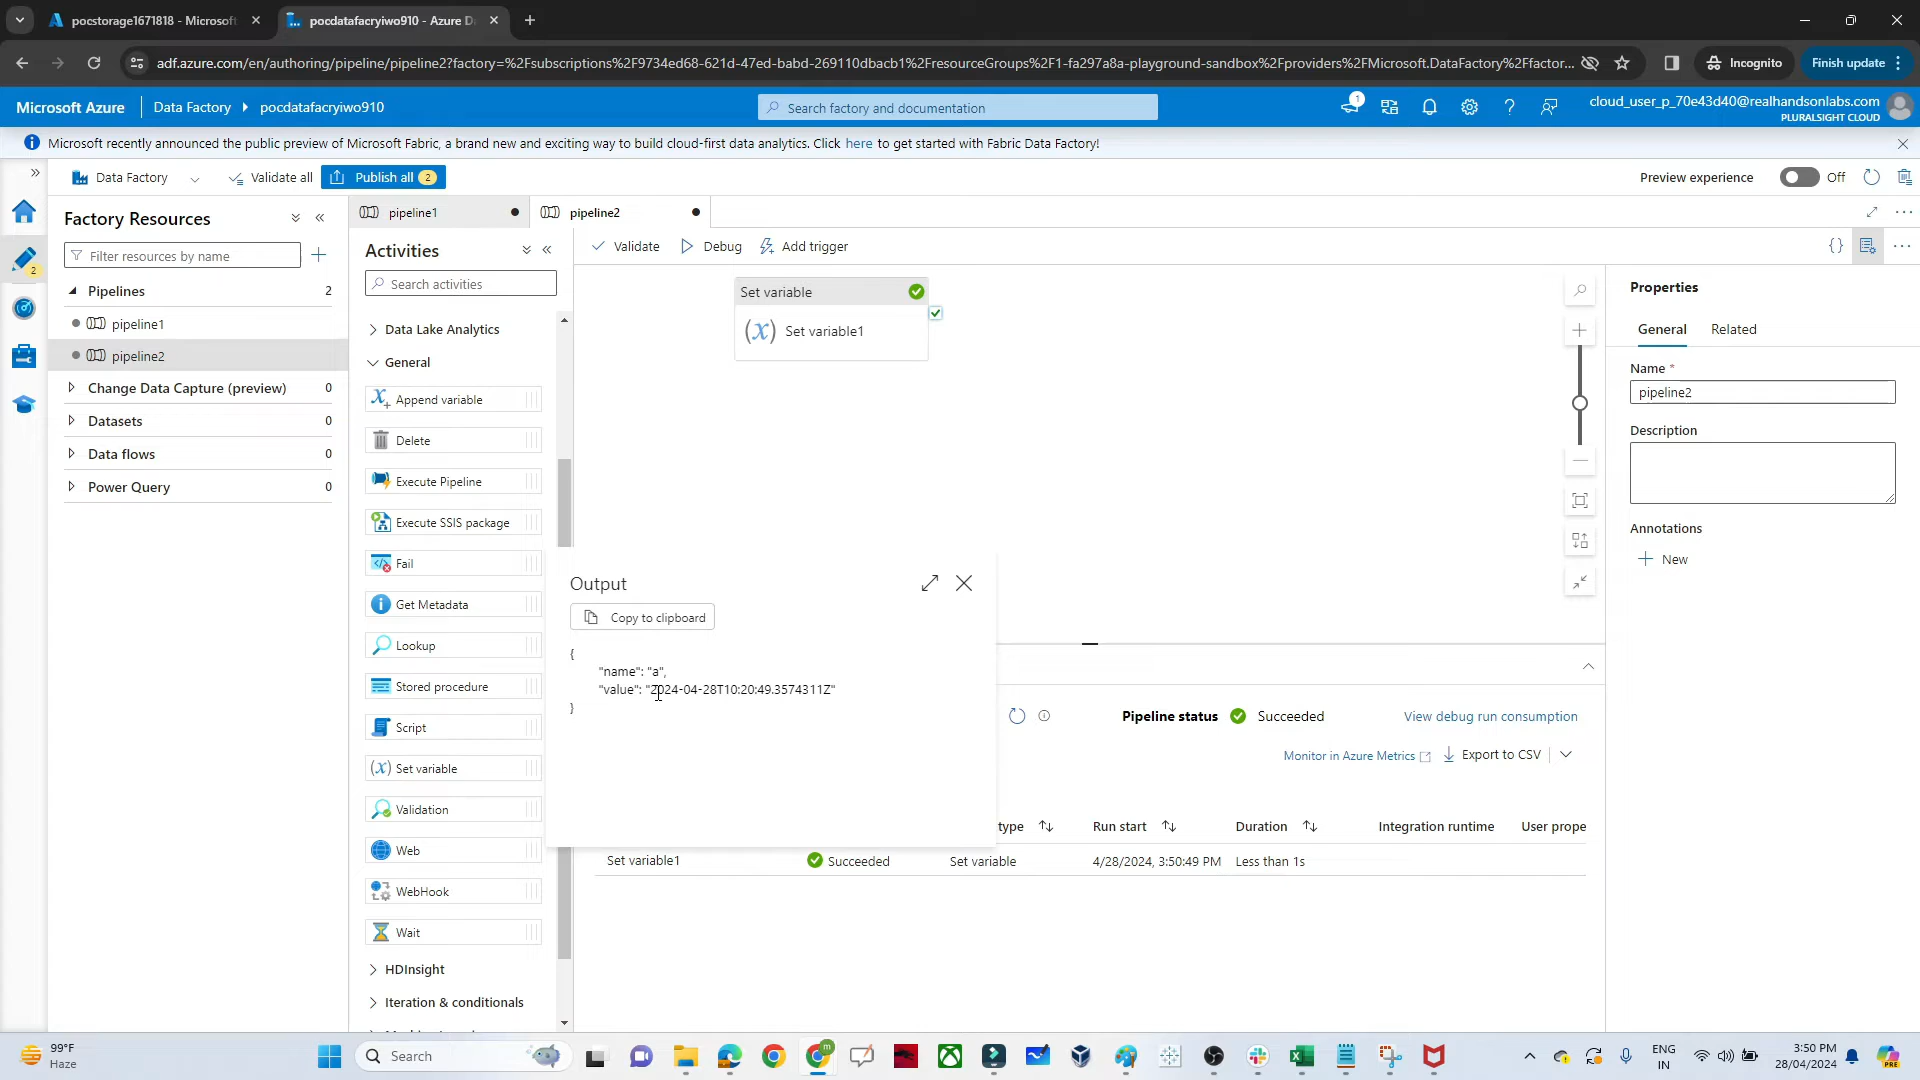 pocstorage1671818 - Microsoft
pocdatafacryiwo910 - Azure D
adf.azure.com/en/authoring/pipeline/pipeline2?factory=%2Fsubscriptions%2F9734ed68-621d-47ed-babd-269110dbacb1%2FresourceGroups%2F1-fa297a8a-playground-sandbox%2Fproviders%2FMicrosoft.DataFactory%2Ffactor...
Incognito
Finish update
Microsoft Azure
Data Factory
pocdatafacryiwo910
Search factory and documentation
1
cloud_user_p_70e43d40@realhandsonlabs.com
PLURALSIGHT CLOUD
Microsoft recently announced the public preview of Microsoft Fabric, a brand new and exciting way to build cloud-first data analytics. Click here to get started with Fabric Data Factory!
Data Factory
Validate all
Publish all 2
Preview experience
Off
Factory Resources
pipeline1
pipeline2
Filter resources by name
Activities
Validate
Debug
Add trigger
{}
2
Search activities
Pipelines 2
pipeline1
pipeline2
Change Data Capture (preview) 0
Datasets 0
Data flows 0
Power Query 0
Data Lake Analytics
General
Append variable
Delete
Execute Pipeline
Execute SSIS package
Fail
Get Metadata
Lookup
Stored procedure
Script
Set variable
Validation
Web
WebHook
Wait
HDInsight
Iteration & conditionals
Set variable
(x) Set variable1
Properties
General
Related
Name *
pipeline2
Description
Annotations
New
Output
Copy to clipboard
{
"name": "a",
"value": "2024-04-28T10:20:49.3574311Z"
}
Pipeline status Succeeded
View debug run consumption
Monitor in Azure Metrics
Export to CSV
type
Run start
Duration
Integration runtime
User prope
Set variable1
Succeeded
Set variable
4/28/2024, 3:50:49 PM
Less than 1s
99°F
Haze
Search
ENG
IN
3:50 PM
28/04/2024